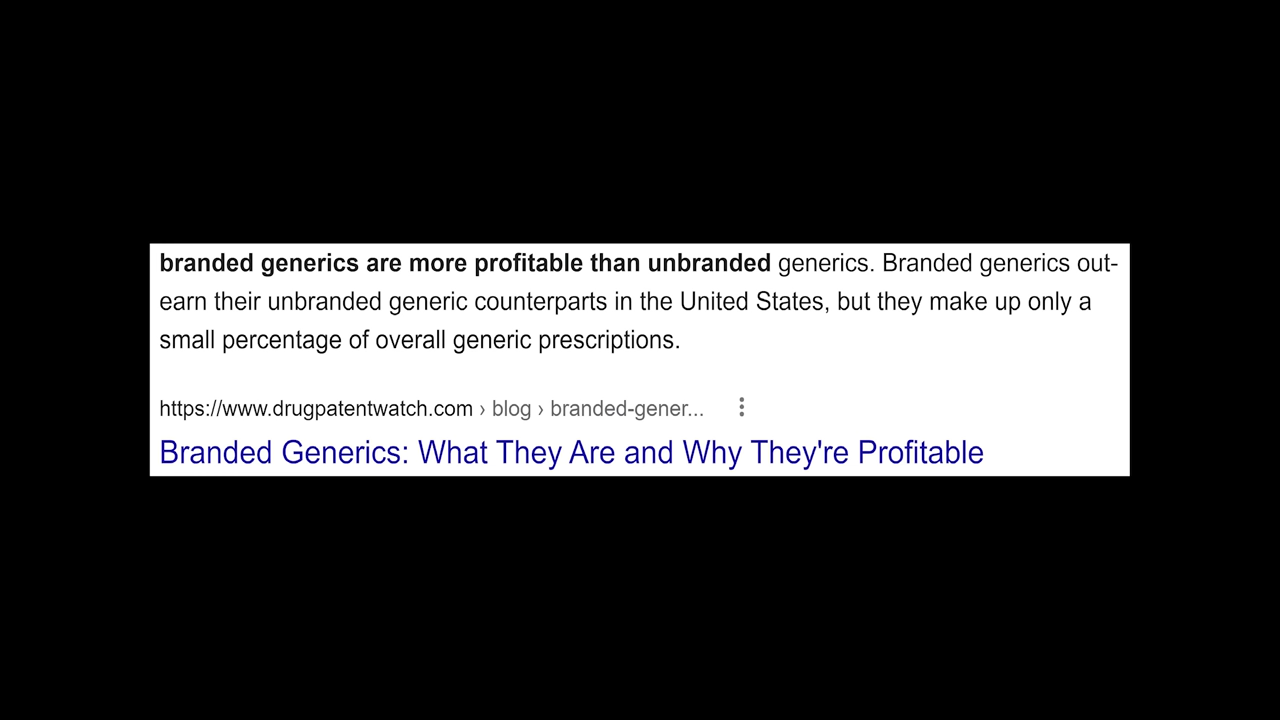 branded generics are more profitable than unbranded generics. Branded generics out-
earn their unbranded generic counterparts in the United States, but they make up only a
small percentage of overall generic prescriptions.
https://www.drugpatentwatch.com › blog › branded-gener...
Branded Generics: What They Are and Why They're Profitable